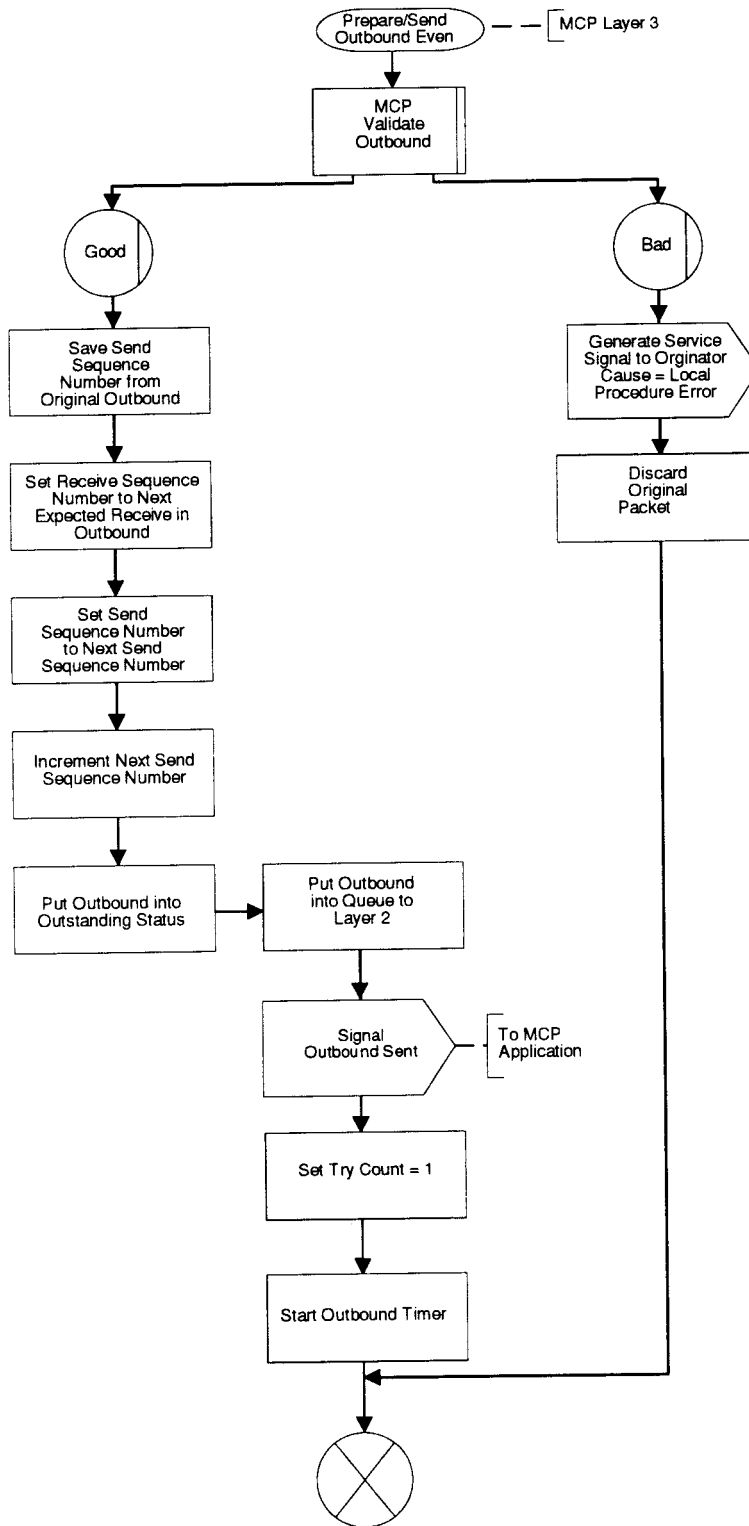 Prepare/Send
Outbound Even
MCP Layer 3
MCP
Validate
Outbound
Good
Bad
Save Send
Sequence
Number from
Original Outbound
Generate Service
Signal to Orginator
Cause = Local
Procedure Error
Set Receive Sequence
Number to Next
Expected Receive in
Outbound
Discard
Original
Packet
Set Send
Sequence Number
to Next Send
Sequence Number
Increment Next Send
Sequence Number
Put Outbound into
Outstanding Status
Put Outbound
into Queue to
Layer 2
Signal
Outbound Sent
To MCP
Application
Set Try Count = 1
Start Outbound Timer